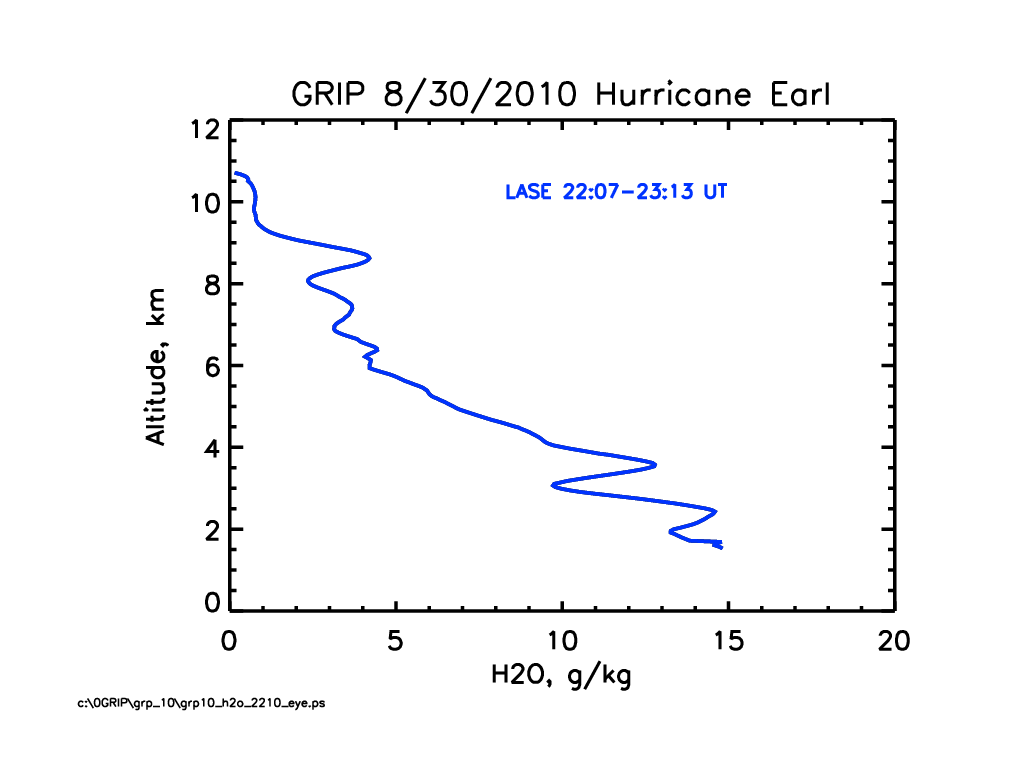 GRIP 8/30/2010 Hurricane Earl
12
LASE 22:07-23:13 UT
10
8
6
4
2
0
Altitude, km
0 5 10 15 20
H2O, g/kg
c:\0GRIP\grp_10\grp10_h2o_2210_eye.ps